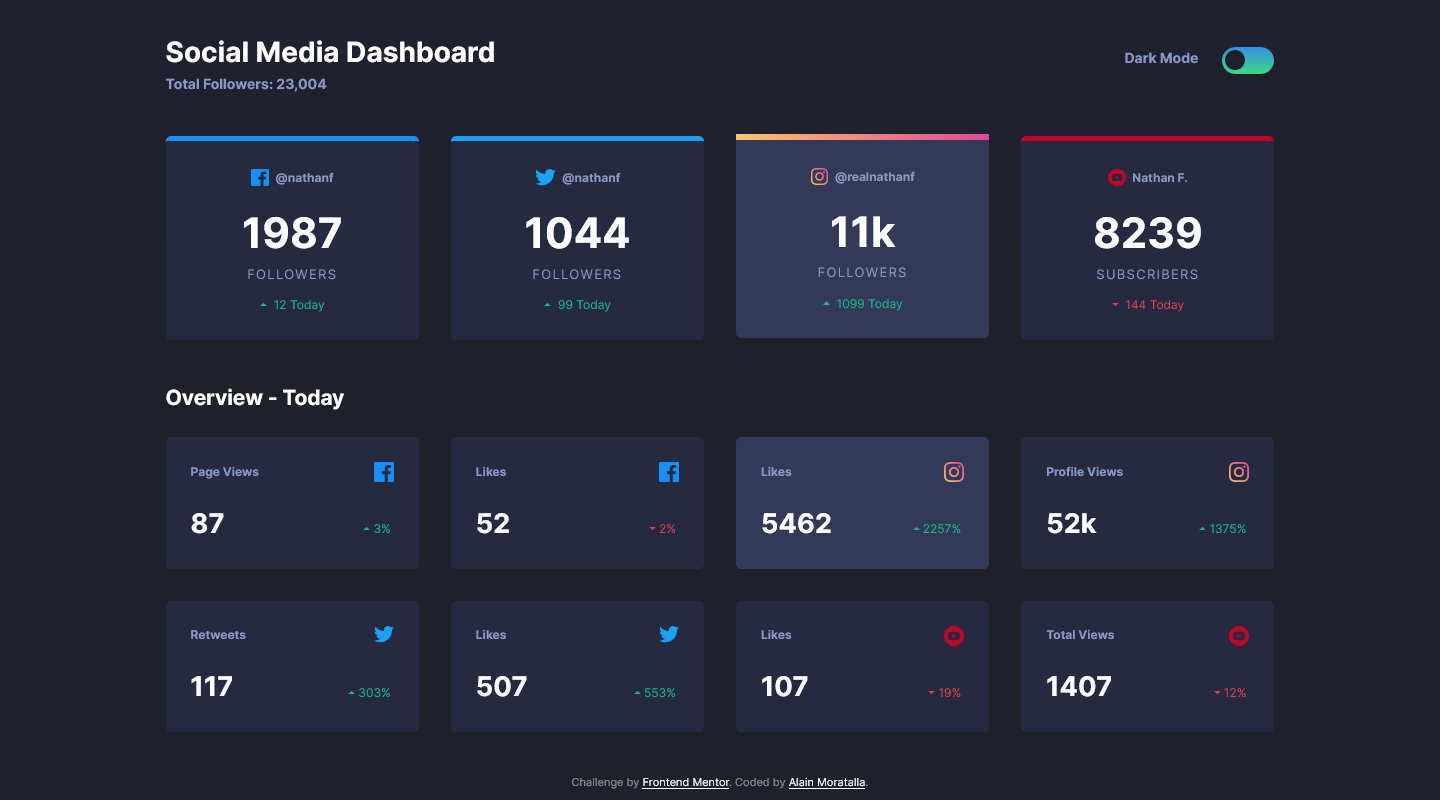 Social Media Dashboard
Total Followers: 23,004
Dark Mode
@nathanf
1987
FOLLOWERS
12 Today
@nathanf
1044
FOLLOWERS
99 Today
@realnathanf
11k
FOLLOWERS
1099 Today
Nathan F.
8239
SUBSCRIBERS
144 Today
Overview - Today
Page Views
87
3%
Likes
52
2%
Likes
5462
2257%
Profile Views
52k
1375%
Retweets
117
303%
Likes
507
553%
Likes
107
19%
Total Views
1407
12%
Challenge by Frontend Mentor. Coded by Alain Moratalla.